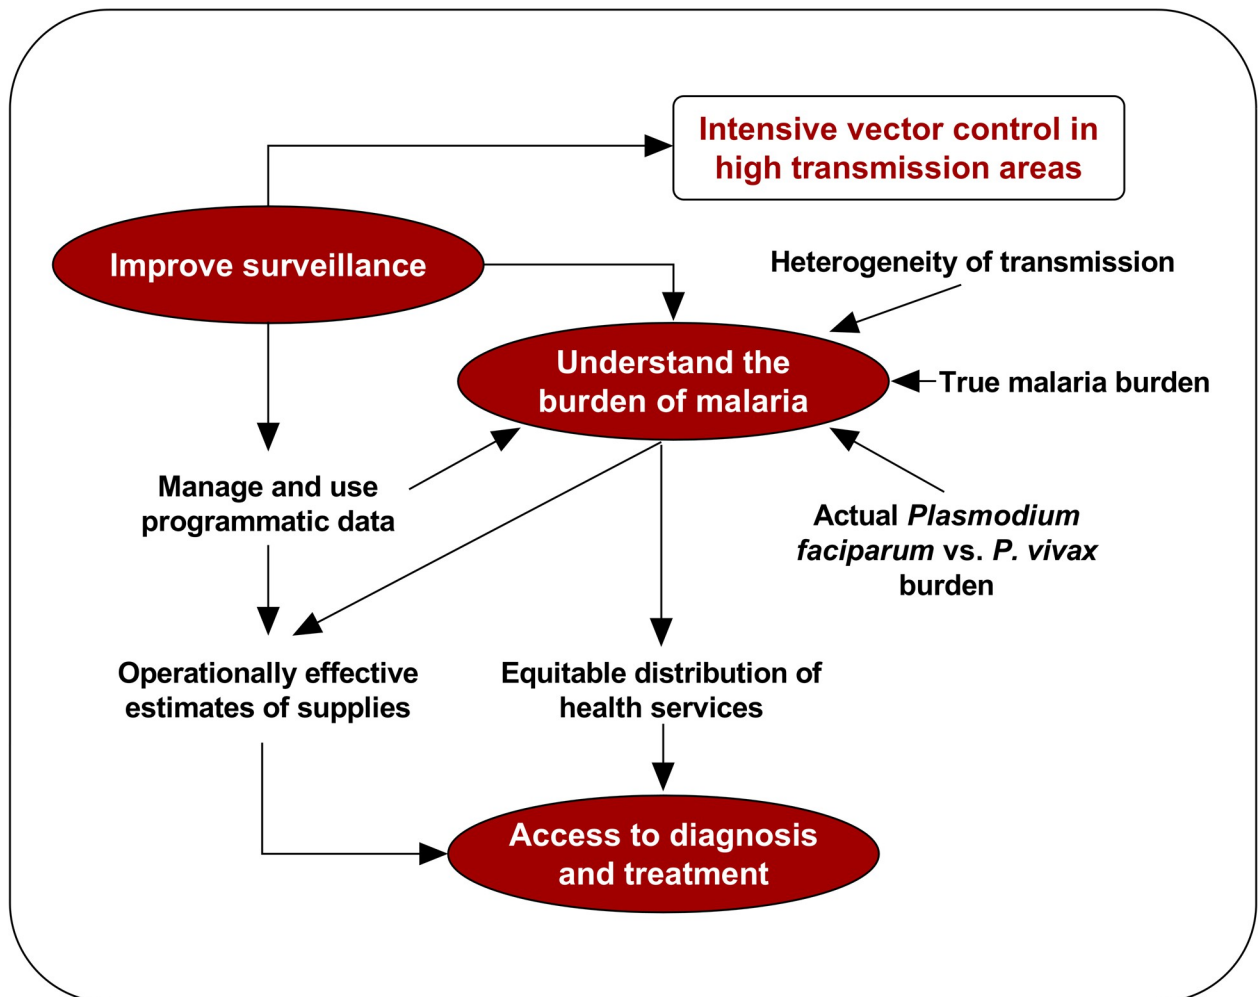 Intensive vector control in
high transmission areas
Improve surveillance
Heterogeneity of transmission
Understand the
burden of malaria
True malaria burden
Manage and use
programmatic data
Actual Plasmodium
faciparum vs. P. vivax
burden
Operationally effective
estimates of supplies
Equitable distribution of
health services
Access to diagnosis
and treatment